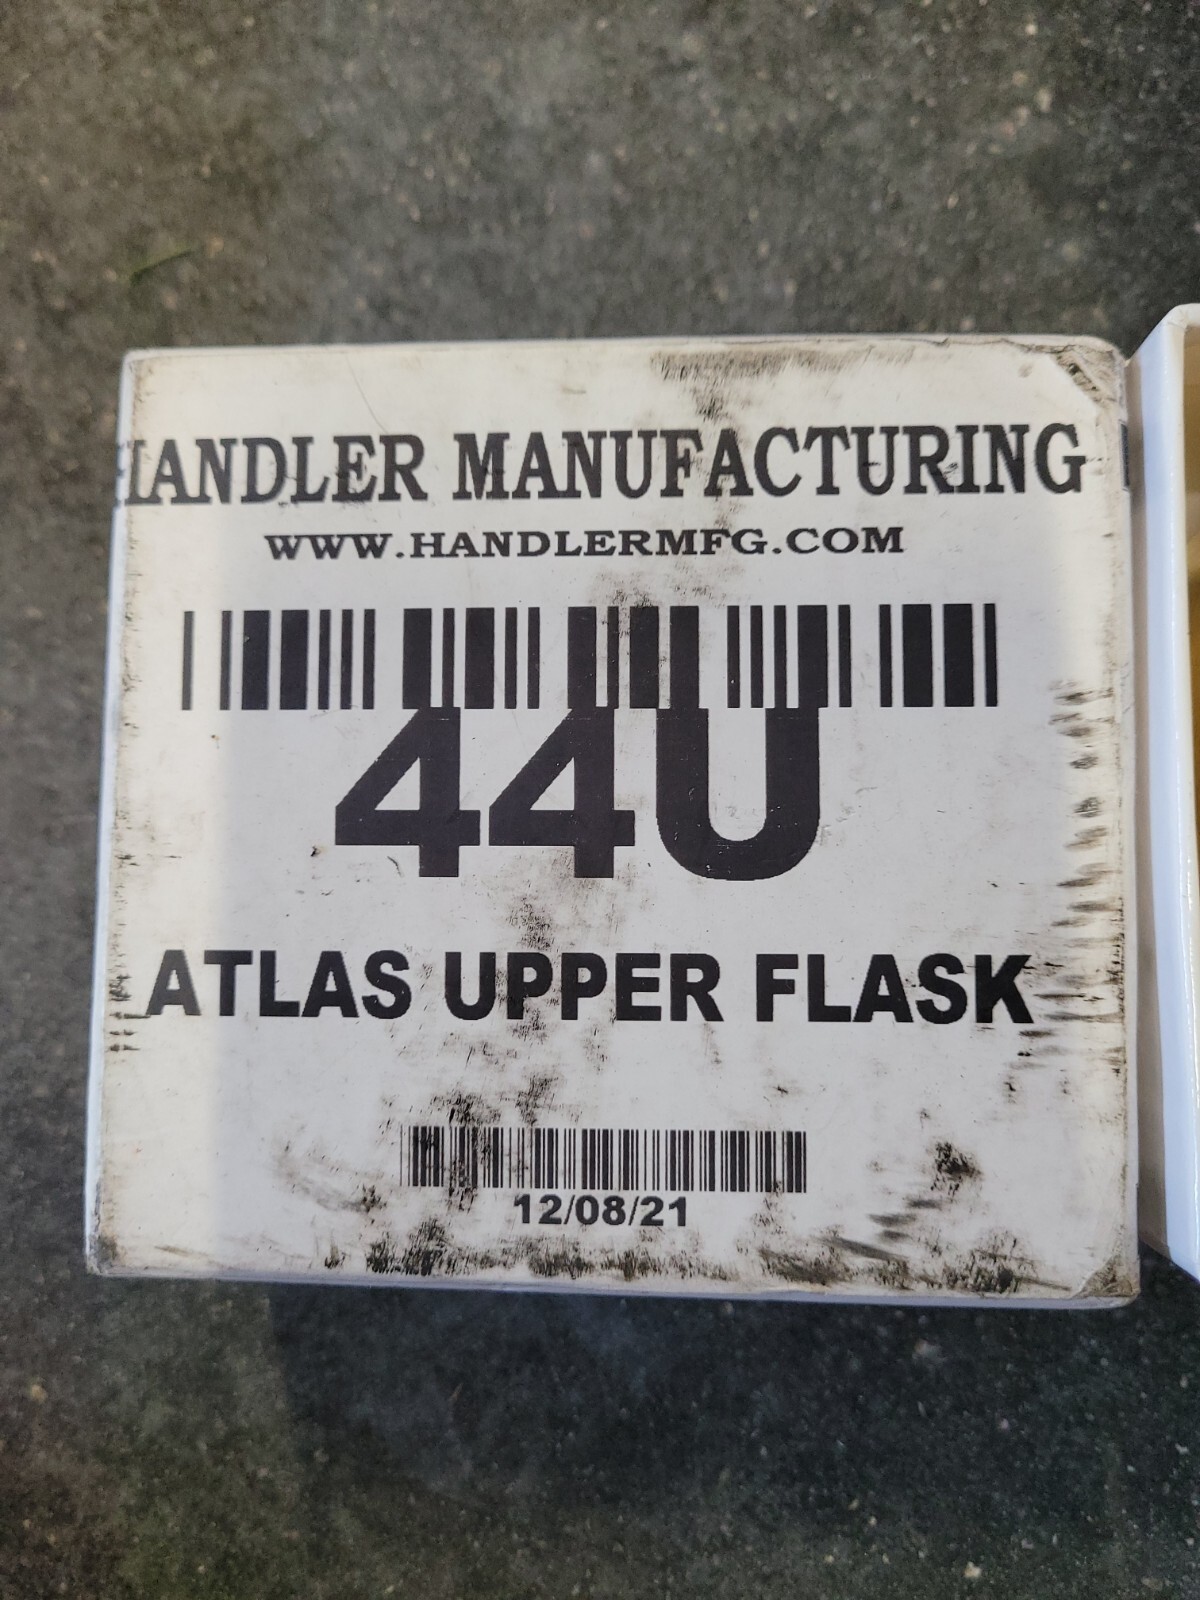 HANDLER MANUFACTURING
WWW.HANDLERMFG.COM
44U
ATLAS UPPER FLASK
12/08/21